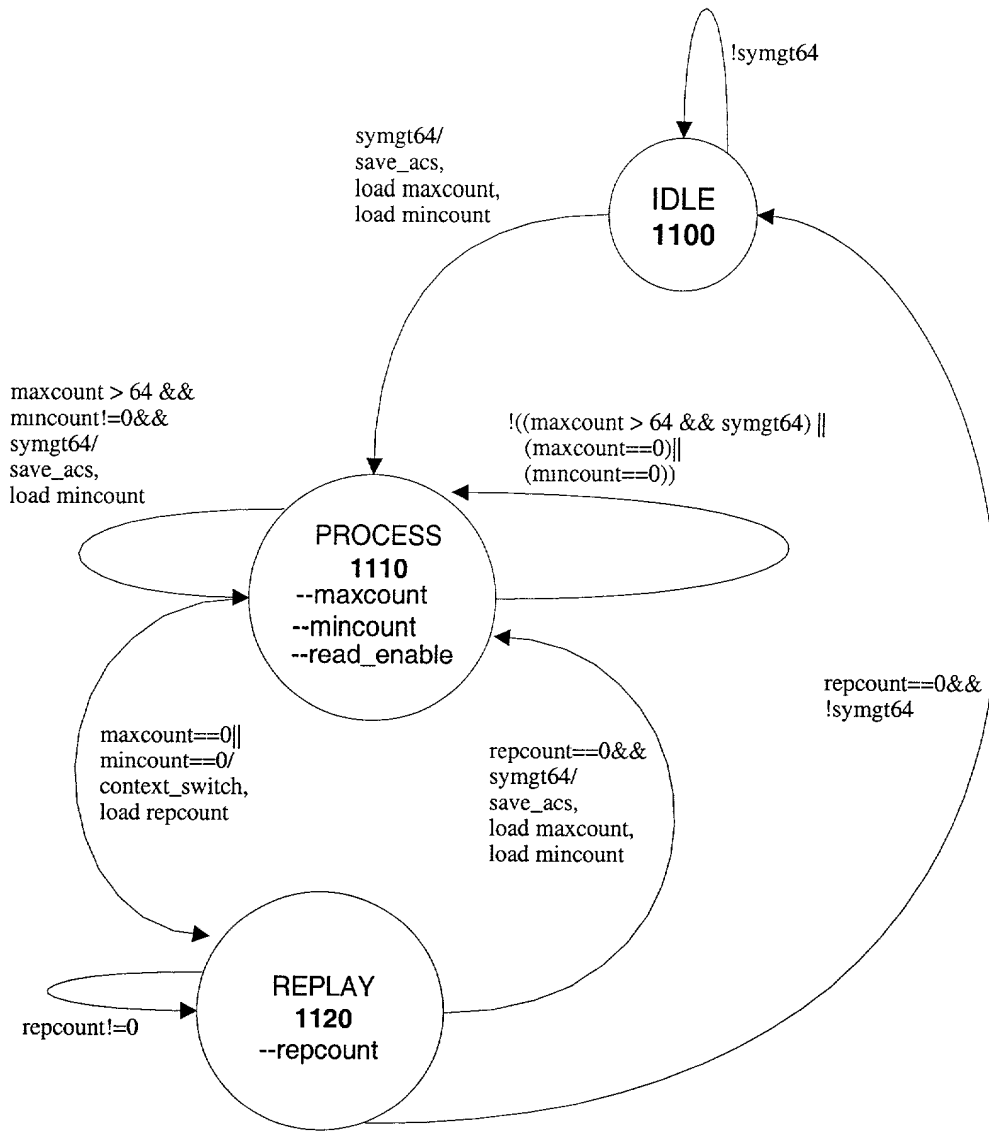 !symgt64
symgt64/
save_acs,
load maxcount,
load mincount
IDLE
1100
maxcount > 64 &&
mincount!=0&&
symgt64/
save_acs,
load mincount
!((maxcount > 64 && symgt64) ||
(maxcount==0)||
(mincount==0))
PROCESS
1110
--maxcount
--mincount
--read_enable
repcount==0&&
!symgt64
maxcount==0||
mincount==0/
context_switch,
load repcount
repcount==0&&
symgt64/
save_acs,
load maxcount,
load mincount
REPLAY
1120
--repcount
repcount!=0